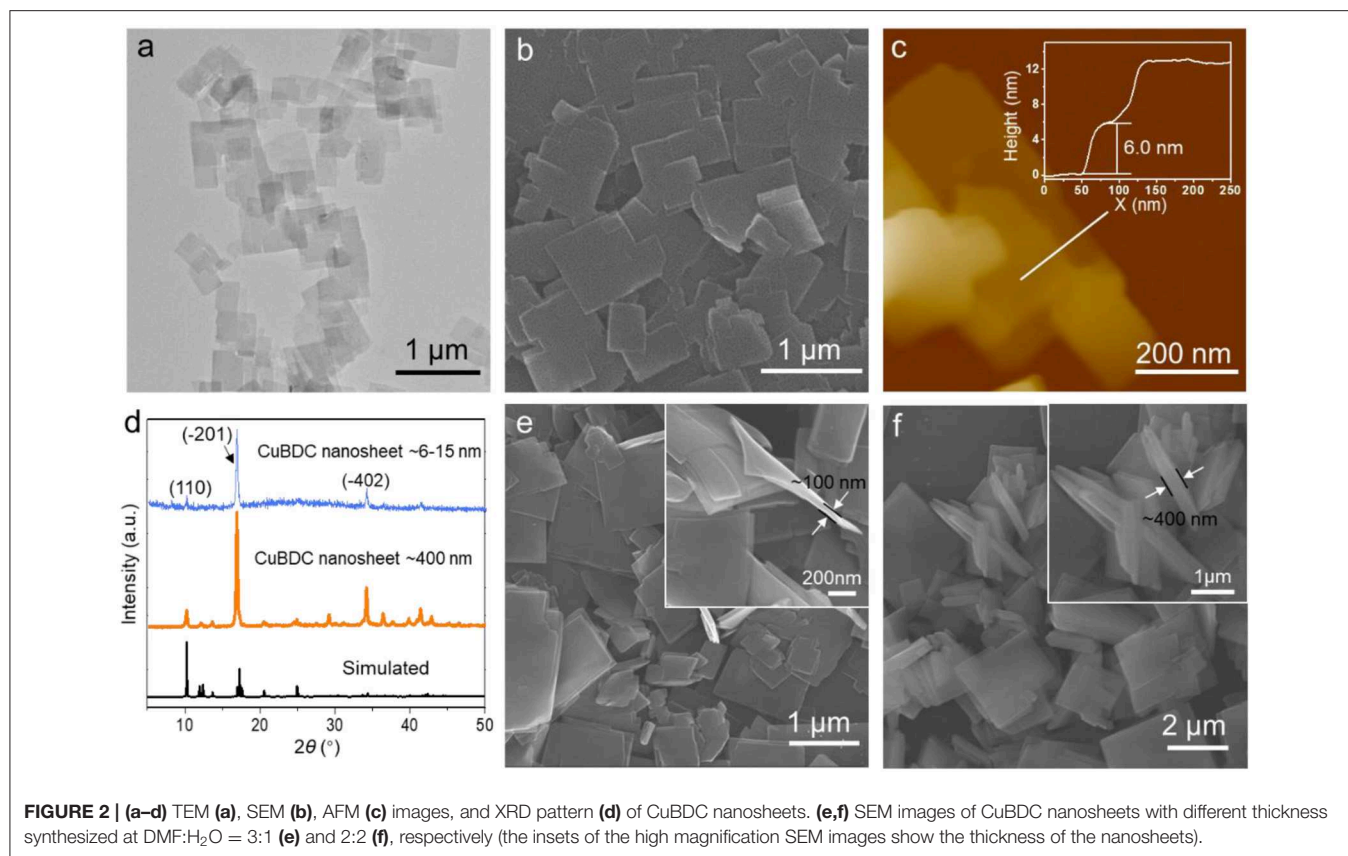 a
1 μm
b
1 μm
c
Height (nm)
12
8
4
0
6.0 nm
0 50 100 150 200 250
X (nm)
200 nm
d
Intensity (a.u.)
(-201)
(110)
(-402)
CuBDC nanosheet ~6-15 nm
CuBDC nanosheet ~400 nm
Simulated
10 20 30 40 50
2θ (°)
e
~100 nm
200nm
1 μm
f
~400 nm
1μm
2 μm
FIGURE 2 | (a–d) TEM (a), SEM (b), AFM (c) images, and XRD pattern (d) of CuBDC nanosheets. (e,f) SEM images of CuBDC nanosheets with different thickness
synthesized at DMF:H₂O = 3:1 (e) and 2:2 (f), respectively (the insets of the high magnification SEM images show the thickness of the nanosheets).